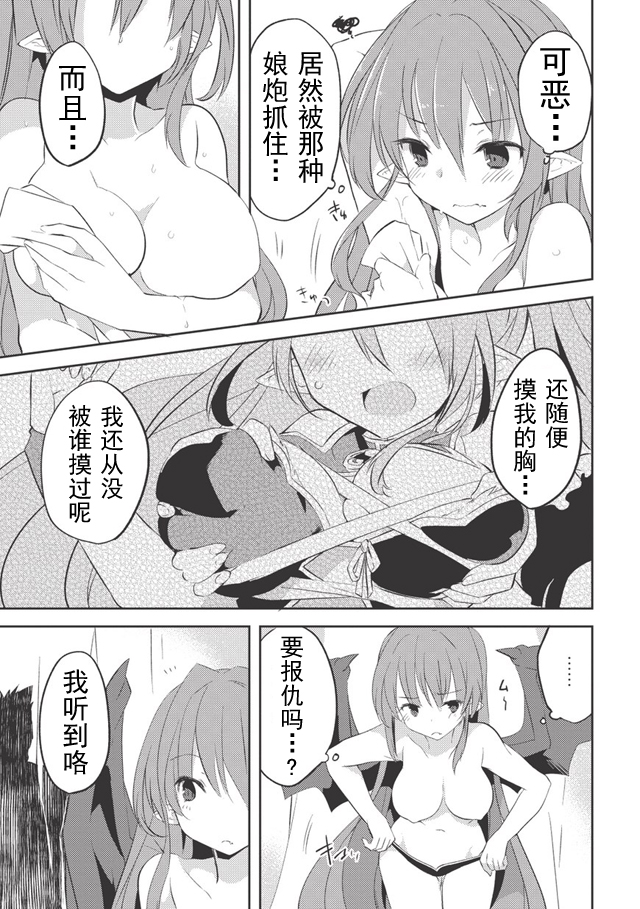 可恶…
居然被那种
娘炮抓住…
而且…
还随便
摸我的胸…
我还从没
被谁摸过呢
……
要报仇吗…?
我听到咯